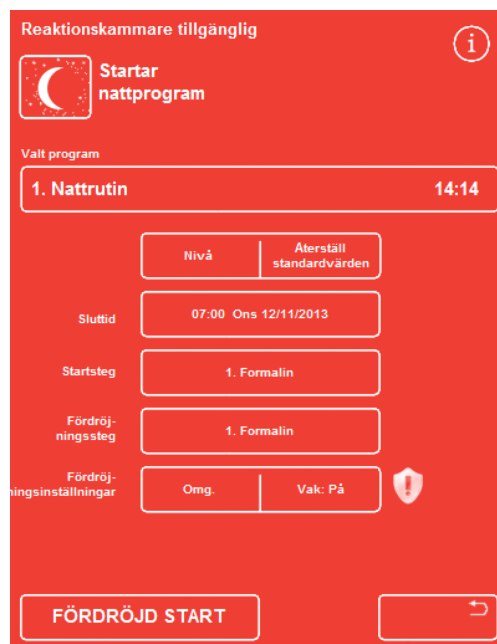 Reaktionskammare tillgänglig
i
Startar
nattprogram
Valt program
1. Nattrutin 14:14
Nivå
Återställ
standardvärden
Sluttid
07:00 Ons 12/11/2013
Startsteg
1. Formalin
Fördröj-
ningssteg
1. Formalin
Fördröj-
ningsinställningar
Omg.
Vak: På
!
FÖRDRÖJD START